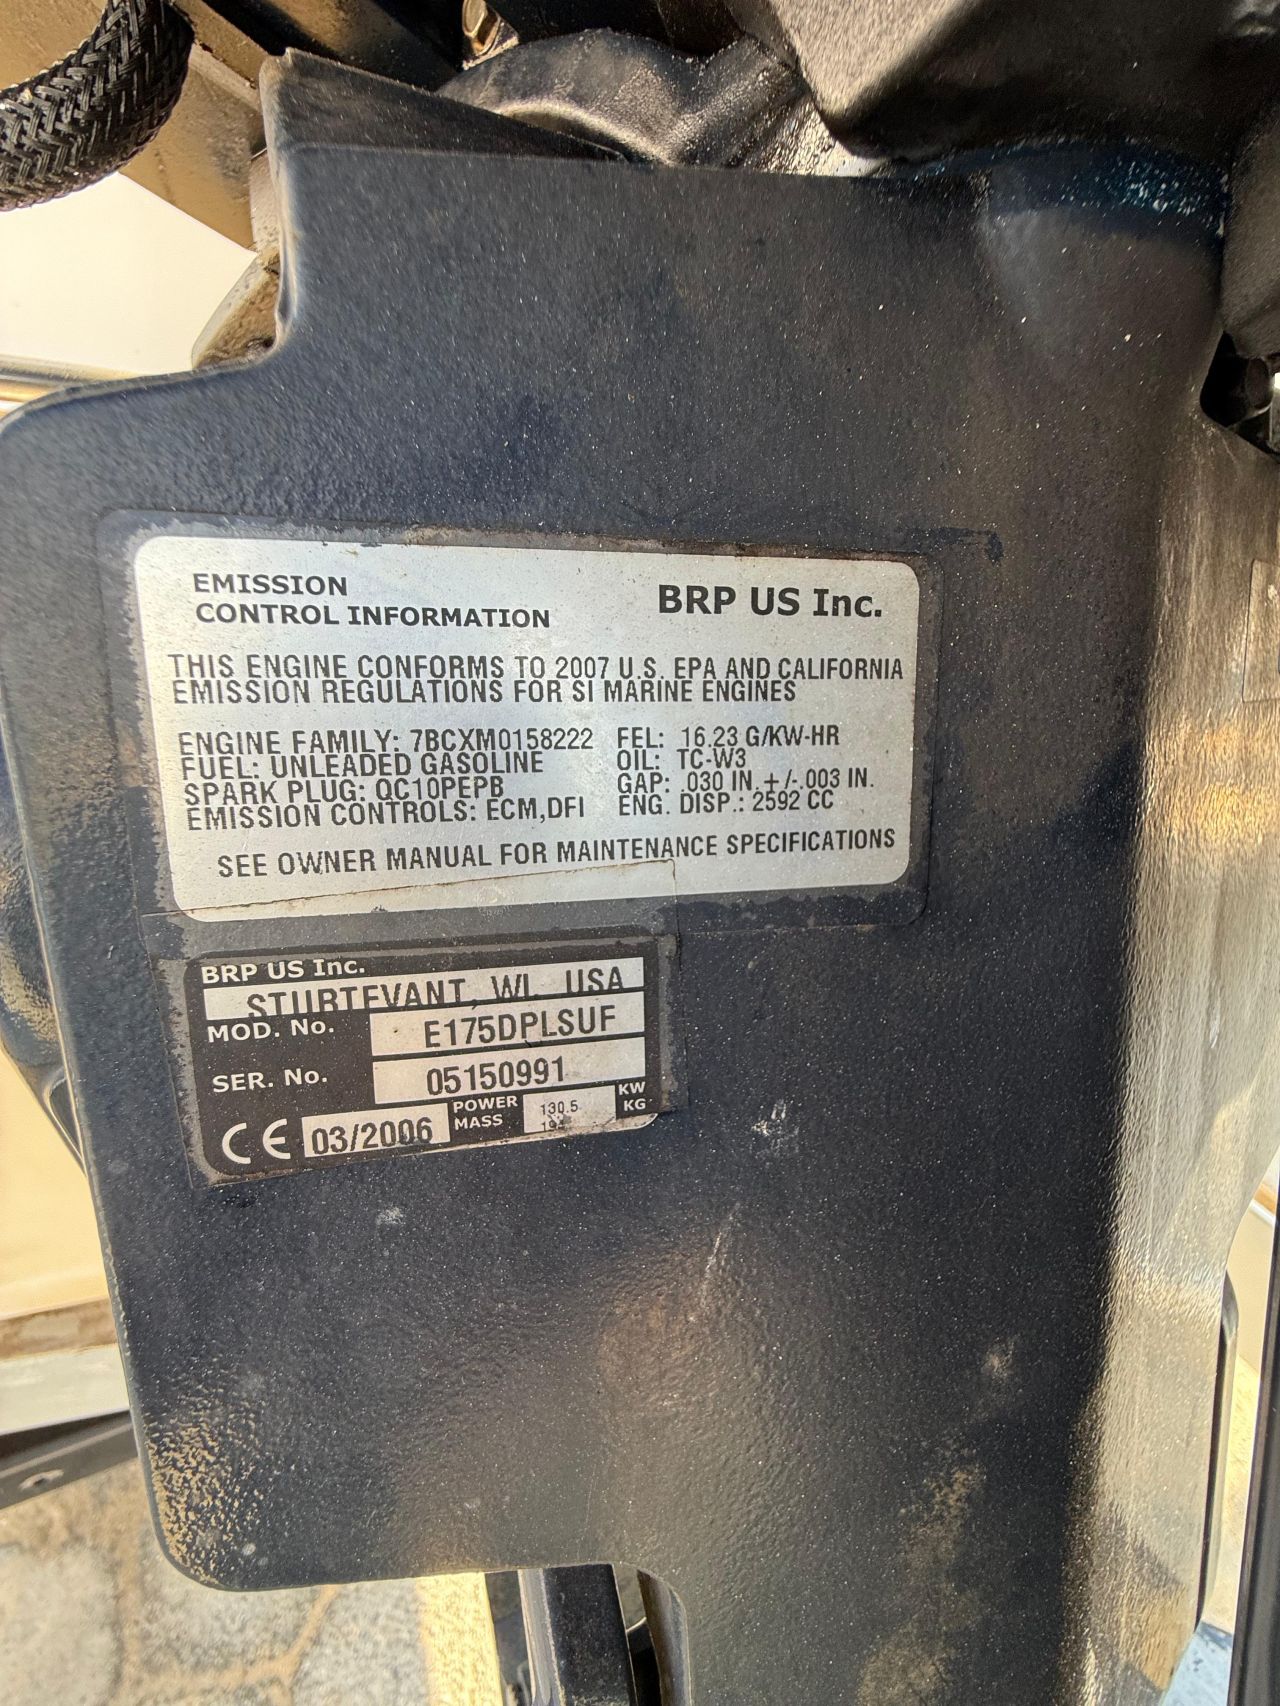 EMISSION
CONTROL INFORMATION
BRP US Inc.
THIS ENGINE CONFORMS TO 2007 U.S. EPA AND CALIFORNIA
EMISSION REGULATIONS FOR SI MARINE ENGINES
ENGINE FAMILY: 7BCXM0158222 FEL: 16.23 G/KW-HR
FUEL: UNLEADED GASOLINE OIL: TC-W3
SPARK PLUG: QC10PEPB GAP: .030 IN.+/-.003 IN.
EMISSION CONTROLS: ECM,DFI ENG. DISP.: 2592 CC
SEE OWNER MANUAL FOR MAINTENANCE SPECIFICATIONS
BRP US Inc.
STURTEVANT, WI, USA
MOD. No. E175DPLSUF
SER. No. 05150991
CE 03/2006 POWER 130.5 KW
MASS KG